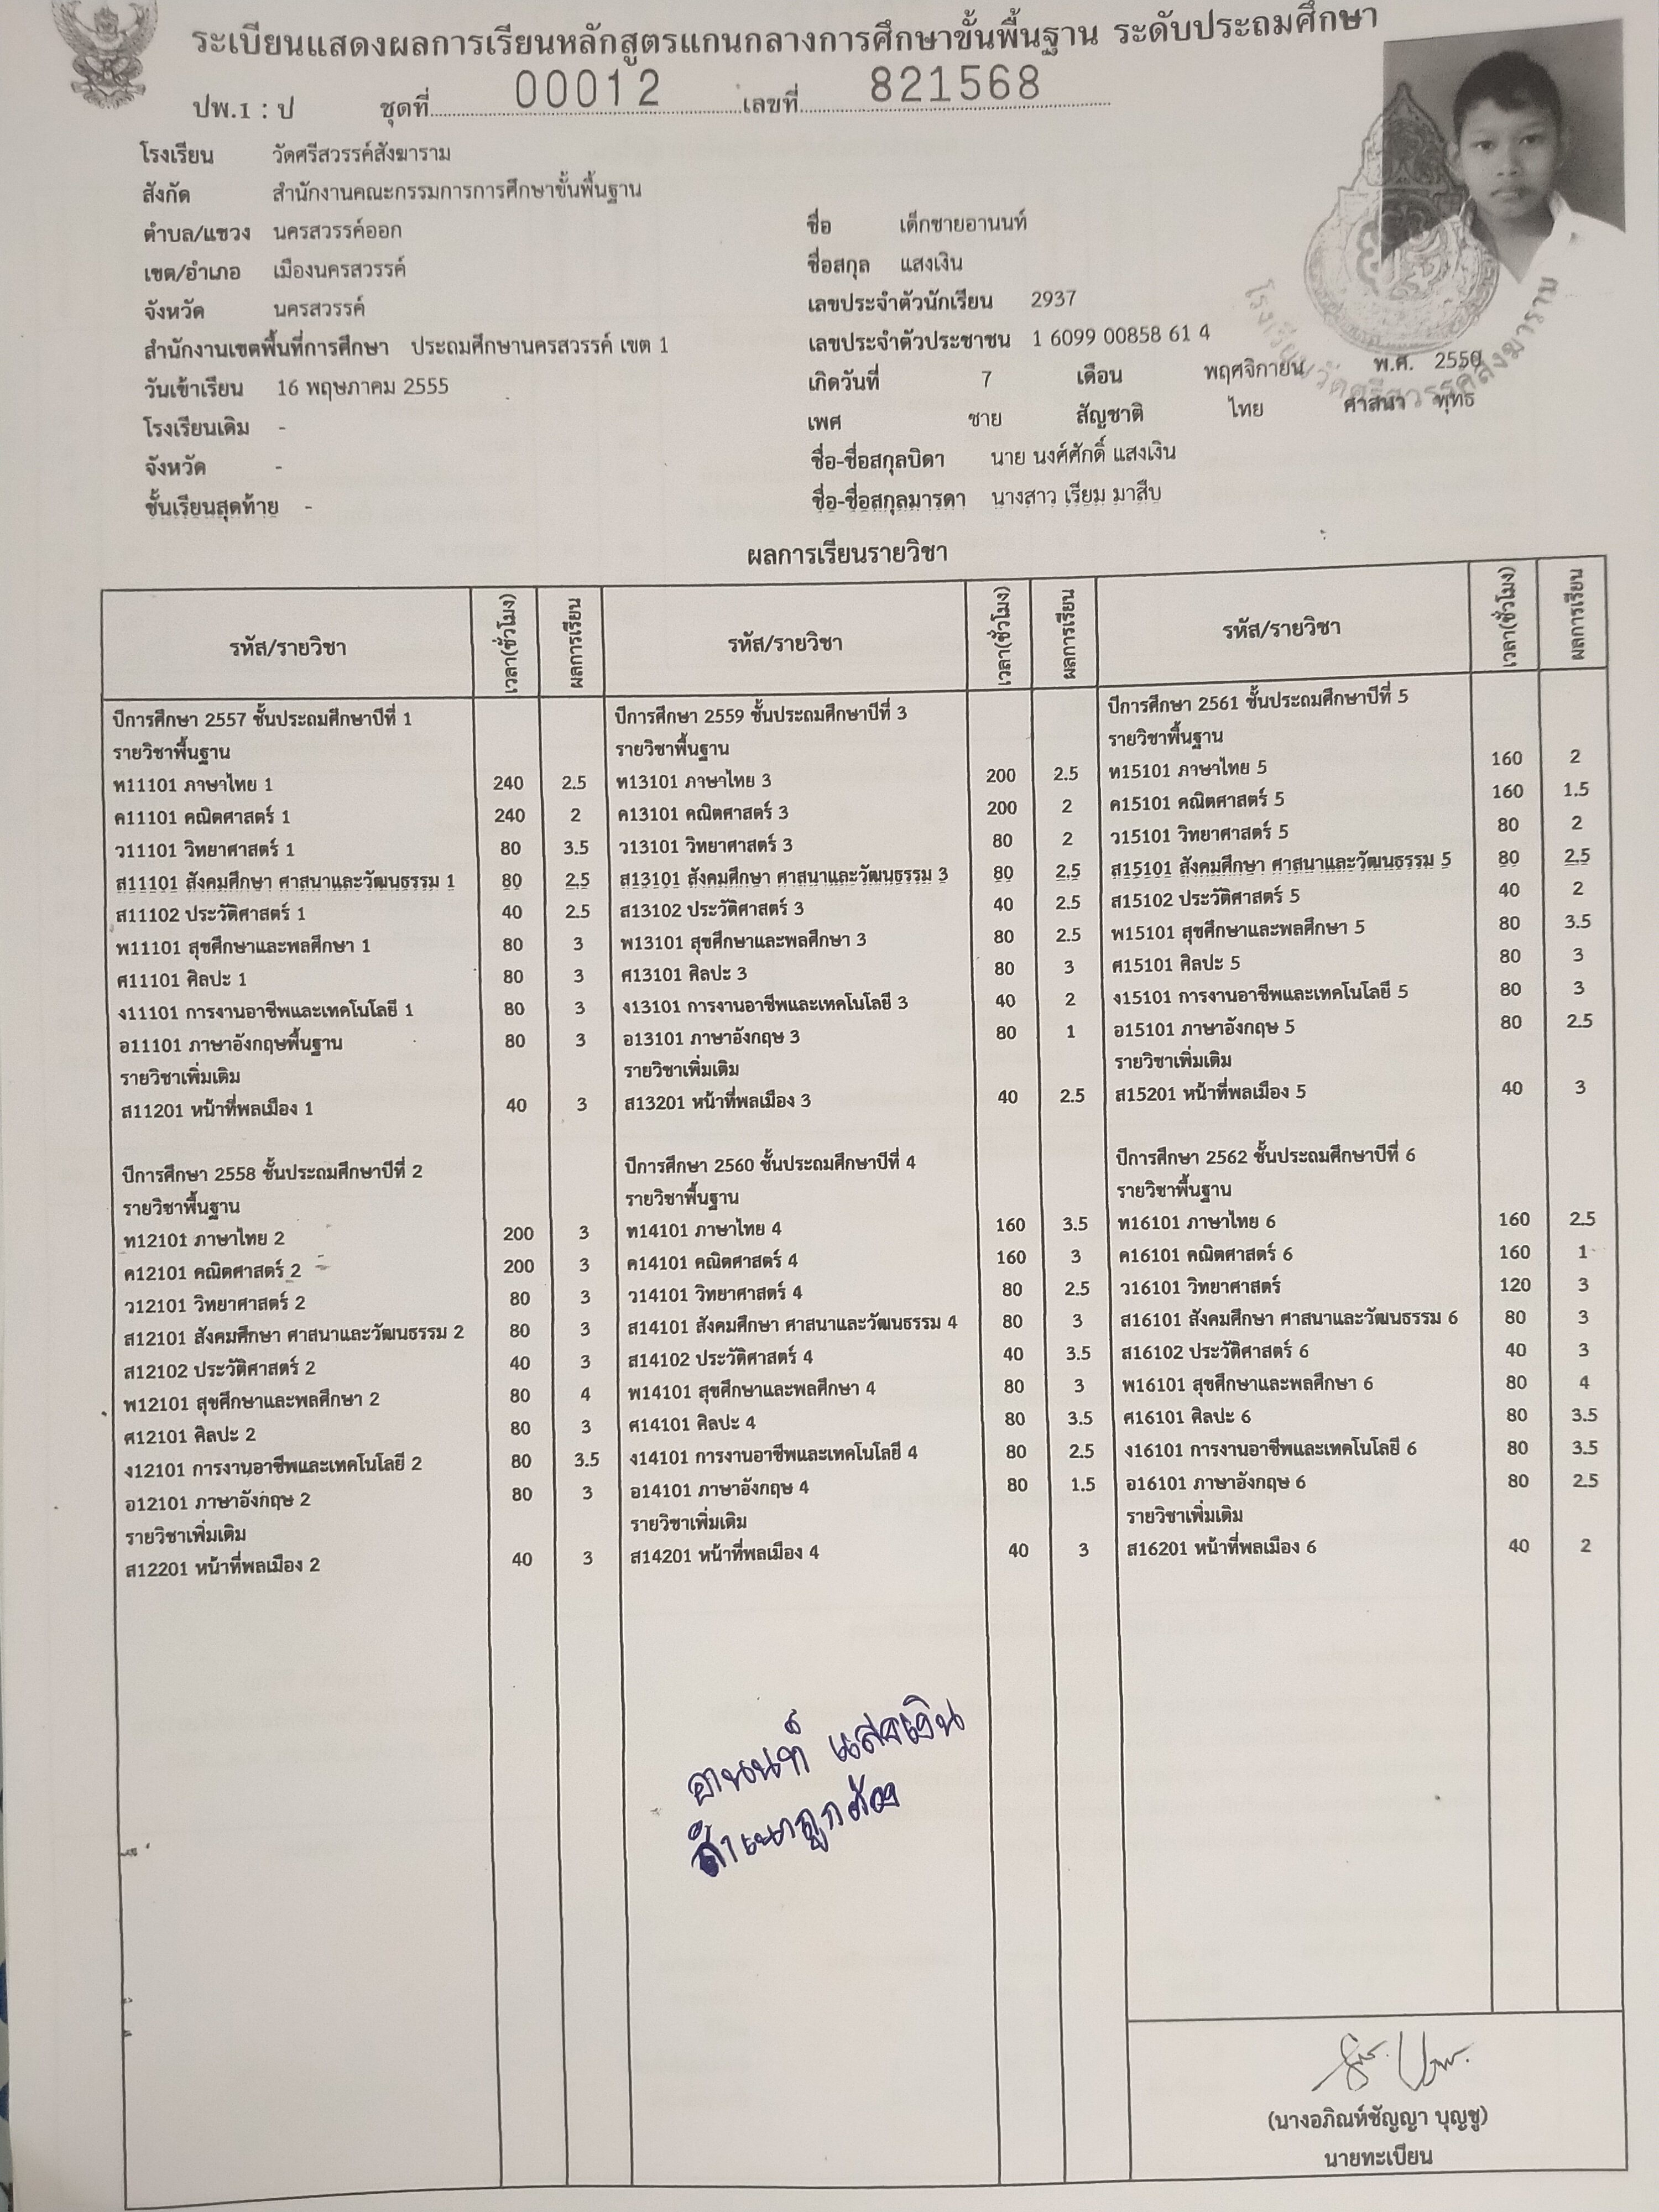 ระเบียนแสดงผลการเรียนหลักสูตรแกนกลางการศึกษาขั้นพื้นฐาน ระดับประถมศึกษา
ปพ.1 : ป ชุดที่ 00012 เลขที่ 821568
โรงเรียน วัดศรีสวรรค์สังฆาราม
สังกัด สำนักงานคณะกรรมการการศึกษาขั้นพื้นฐาน
ตำบล/แขวง นครสวรรค์ออก
เขต/อำเภอ เมืองนครสวรรค์
จังหวัด นครสวรรค์
สำนักงานเขตพื้นที่การศึกษา ประถมศึกษานครสวรรค์ เขต 1
วันเข้าเรียน 16 พฤษภาคม 2555
โรงเรียนเดิม -
จังหวัด -
ชั้นเรียนสุดท้าย -
ชื่อ เด็กชายอานนท์
ชื่อสกุล แสงเงิน
เลขประจำตัวนักเรียน 2937
เลขประจำตัวประชาชน 1 6099 00858 61 4
เกิดวันที่ 7 เดือน พฤศจิกายน พ.ศ. 2550
เพศ ชาย สัญชาติ ไทย ศาสนา พุทธ
ชื่อ-ชื่อสกุลบิดา นาย นงศ์ศักดิ์ แสงเงิน
ชื่อ-ชื่อสกุลมารดา นางสาว เรียม มาสืบ
โรงเรียนวัดศรีสวรรค์สังฆาราม
ผลการเรียนรายวิชา
รหัส/รายวิชา เวลา(ชั่วโมง) ผลการเรียน รหัส/รายวิชา เวลา(ชั่วโมง) ผลการเรียน รหัส/รายวิชา เวลา(ชั่วโมง) ผลการเรียน
ปีการศึกษา 2557 ชั้นประถมศึกษาปีที่ 1
รายวิชาพื้นฐาน
ท11101 ภาษาไทย 1 240 2.5
ค11101 คณิตศาสตร์ 1 240 2
ว11101 วิทยาศาสตร์ 1 80 3.5
ส11101 สังคมศึกษา ศาสนาและวัฒนธรรม 1 80 2.5
ส11102 ประวัติศาสตร์ 1 40 2.5
พ11101 สุขศึกษาและพลศึกษา 1 80 3
ศ11101 ศิลปะ 1 80 3
ง11101 การงานอาชีพและเทคโนโลยี 1 80 3
อ11101 ภาษาอังกฤษพื้นฐาน 80 3
รายวิชาเพิ่มเติม
ส11201 หน้าที่พลเมือง 1 40 3
ปีการศึกษา 2558 ชั้นประถมศึกษาปีที่ 2
รายวิชาพื้นฐาน
ท12101 ภาษาไทย 2 200 3
ค12101 คณิตศาสตร์ 2 200 3
ว12101 วิทยาศาสตร์ 2 80 3
ส12101 สังคมศึกษา ศาสนาและวัฒนธรรม 2 80 3
ส12102 ประวัติศาสตร์ 2 40 3
พ12101 สุขศึกษาและพลศึกษา 2 80 4
ศ12101 ศิลปะ 2 80 3
ง12101 การงานอาชีพและเทคโนโลยี 2 80 3.5
อ12101 ภาษาอังกฤษ 2 80 3
รายวิชาเพิ่มเติม
ส12201 หน้าที่พลเมือง 2 40 3
ปีการศึกษา 2559 ชั้นประถมศึกษาปีที่ 3
รายวิชาพื้นฐาน
ท13101 ภาษาไทย 3 200 2.5
ค13101 คณิตศาสตร์ 3 200 2
ว13101 วิทยาศาสตร์ 3 80 2
ส13101 สังคมศึกษา ศาสนาและวัฒนธรรม 3 80 2.5
ส13102 ประวัติศาสตร์ 3 40 2.5
พ13101 สุขศึกษาและพลศึกษา 3 80 2.5
ศ13101 ศิลปะ 3 80 3
ง13101 การงานอาชีพและเทคโนโลยี 3 40 2
อ13101 ภาษาอังกฤษ 3 80 1
รายวิชาเพิ่มเติม
ส13201 หน้าที่พลเมือง 3 40 2.5
ปีการศึกษา 2560 ชั้นประถมศึกษาปีที่ 4
รายวิชาพื้นฐาน
ท14101 ภาษาไทย 4 160 3.5
ค14101 คณิตศาสตร์ 4 160 3
ว14101 วิทยาศาสตร์ 4 80 2.5
ส14101 สังคมศึกษา ศาสนาและวัฒนธรรม 4 80 3
ส14102 ประวัติศาสตร์ 4 40 3.5
พ14101 สุขศึกษาและพลศึกษา 4 80 3
ศ14101 ศิลปะ 4 80 3.5
ง14101 การงานอาชีพและเทคโนโลยี 4 80 2.5
อ14101 ภาษาอังกฤษ 4 80 1.5
รายวิชาเพิ่มเติม
ส14201 หน้าที่พลเมือง 4 40 3
อานนท์ แสงเงิน
สำเนาถูกต้อง
ปีการศึกษา 2561 ชั้นประถมศึกษาปีที่ 5
รายวิชาพื้นฐาน
ท15101 ภาษาไทย 5 160 2
ค15101 คณิตศาสตร์ 5 160 1.5
ว15101 วิทยาศาสตร์ 5 80 2
ส15101 สังคมศึกษา ศาสนาและวัฒนธรรม 5 80 2.5
ส15102 ประวัติศาสตร์ 5 40 2
พ15101 สุขศึกษาและพลศึกษา 5 80 3.5
ศ15101 ศิลปะ 5 80 3
ง15101 การงานอาชีพและเทคโนโลยี 5 80 3
อ15101 ภาษาอังกฤษ 5 80 2.5
รายวิชาเพิ่มเติม
ส15201 หน้าที่พลเมือง 5 40 3
ปีการศึกษา 2562 ชั้นประถมศึกษาปีที่ 6
รายวิชาพื้นฐาน
ท16101 ภาษาไทย 6 160 2.5
ค16101 คณิตศาสตร์ 6 160 1
ว16101 วิทยาศาสตร์ 120 3
ส16101 สังคมศึกษา ศาสนาและวัฒนธรรม 6 80 3
ส16102 ประวัติศาสตร์ 6 40 3
พ16101 สุขศึกษาและพลศึกษา 6 80 4
ศ16101 ศิลปะ 6 80 3.5
ง16101 การงานอาชีพและเทคโนโลยี 6 80 3.5
อ16101 ภาษาอังกฤษ 6 80 2.5
รายวิชาเพิ่มเติม
ส16201 หน้าที่พลเมือง 6 40 2
(นางอภิณห์ชัญญา บุญชู)
นายทะเบียน